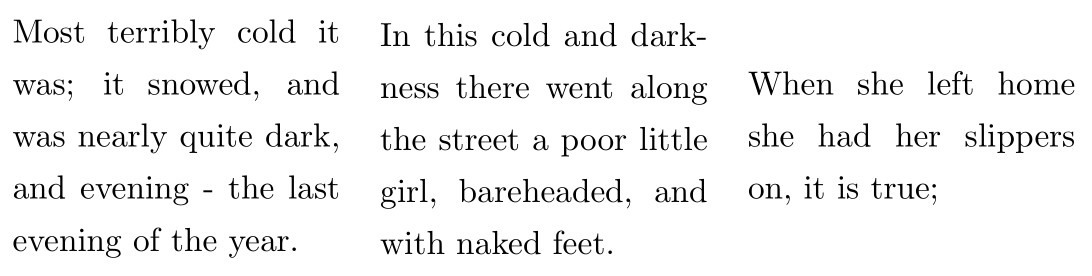 Most terribly cold it
was; it snowed, and
was nearly quite dark,
and evening - the last
evening of the year.
In this cold and dark-
ness there went along
the street a poor little
girl, bareheaded, and
with naked feet.
When she left home
she had her slippers
on, it is true;